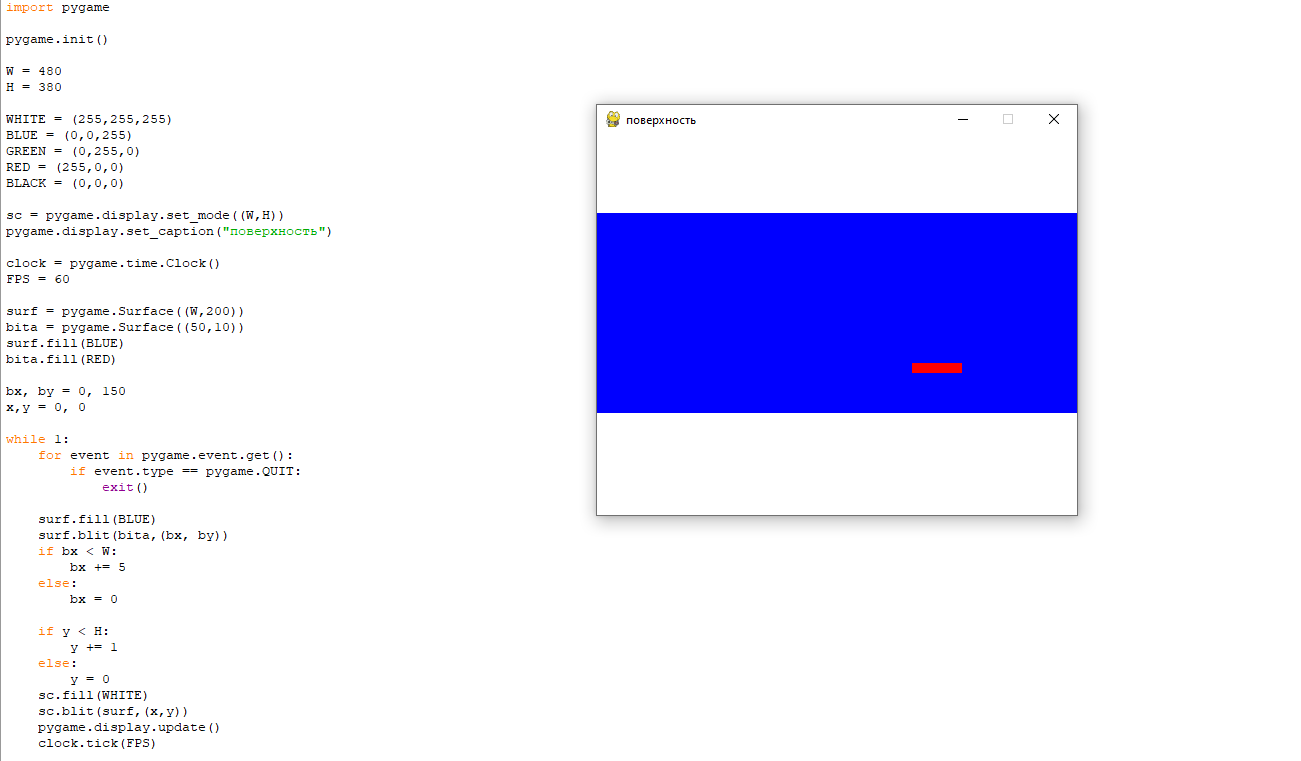 import pygame
pygame.init()
W = 480
H = 380
WHITE = (255,255,255)
BLUE = (0,0,255)
GREEN = (0,255,0)
RED = (255,0,0)
BLACK = (0,0,0)
sc = pygame.display.set_mode((W,H))
pygame.display.set_caption("поверхность")
clock = pygame.time.Clock()
FPS = 60
surf = pygame.Surface((W,200))
bita = pygame.Surface((50,10))
surf.fill(BLUE)
bita.fill(RED)
bx, by = 0, 150
x,y = 0, 0
while 1:
    for event in pygame.event.get():
        if event.type == pygame.QUIT:
            exit()
    surf.fill(BLUE)
    surf.blit(bita,(bx, by))
    if bx < W:
        bx += 5
    else:
        bx = 0
    if y < H:
        y += 1
    else:
        y = 0
    sc.fill(WHITE)
    sc.blit(surf,(x,y))
    pygame.display.update()
    clock.tick(FPS)
поверхность